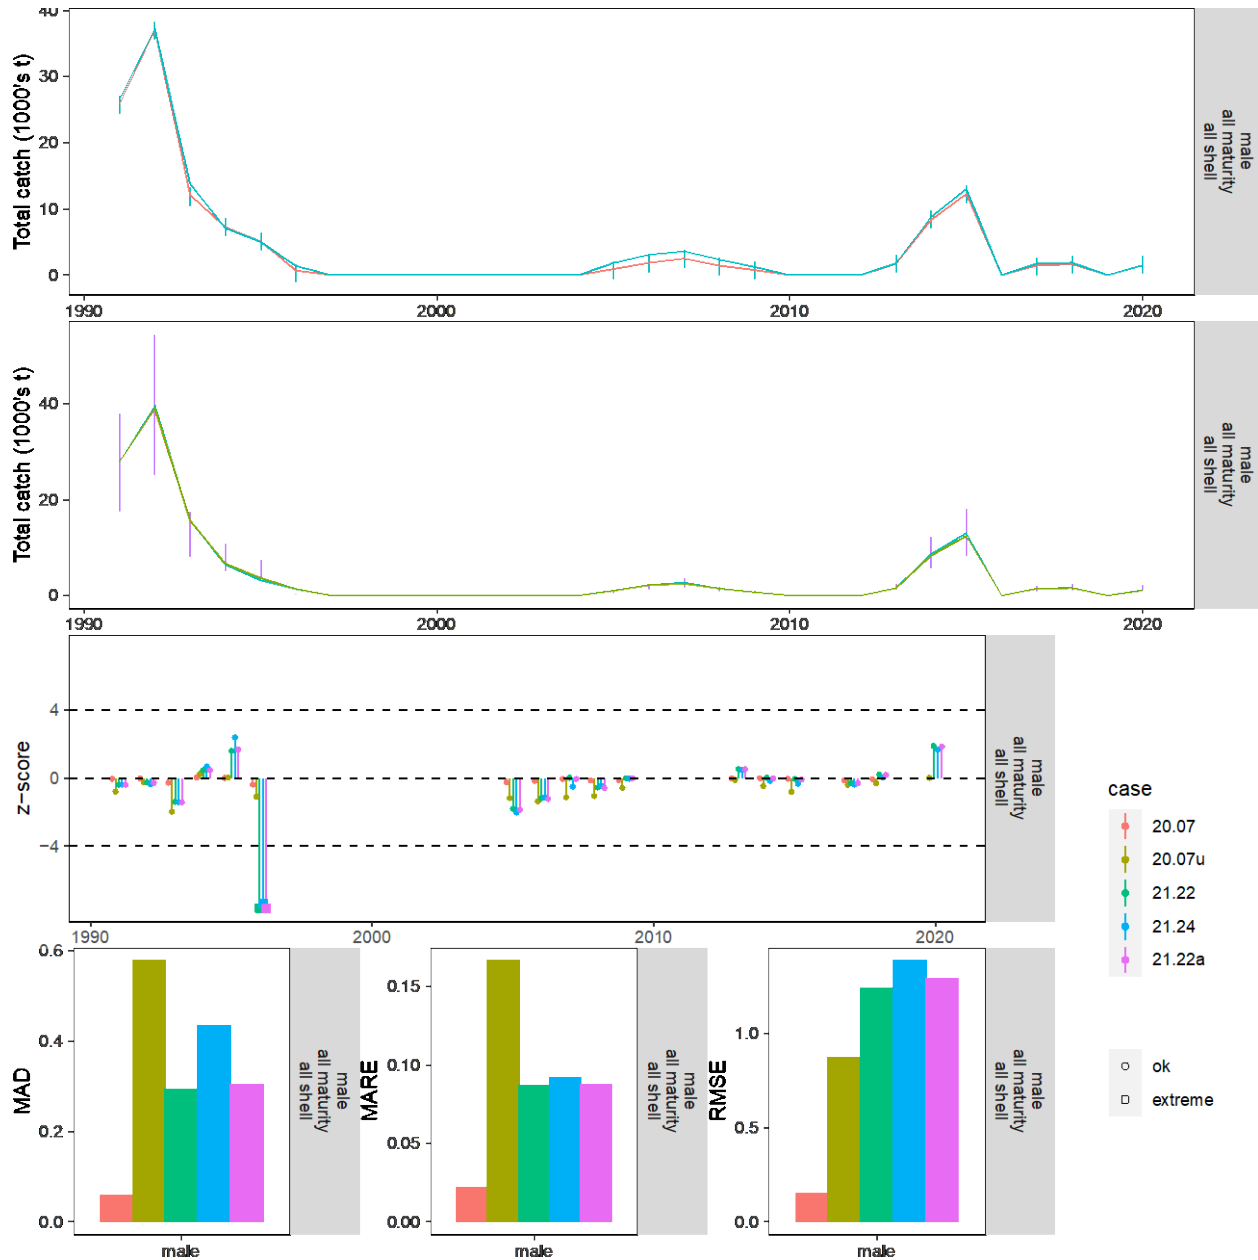 Total catch (1000's t)
40
30
20
10
0
male
all maturity
all shell
1990
2000
2010
2020
Total catch (1000's t)
40
20
0
male
all maturity
all shell
1990
2000
2010
2020
z-score
4
0
−4
male
all maturity
all shell
1990
2000
2010
2020
case
20.07
20.07u
21.22
21.24
21.22a
ok
extreme
MAD
0.6
0.4
0.2
0.0
male
male
all maturity
all shell
MARE
0.15
0.10
0.05
0.00
male
male
all maturity
all shell
RMSE
1.0
0.5
0.0
male
male
all maturity
all shell